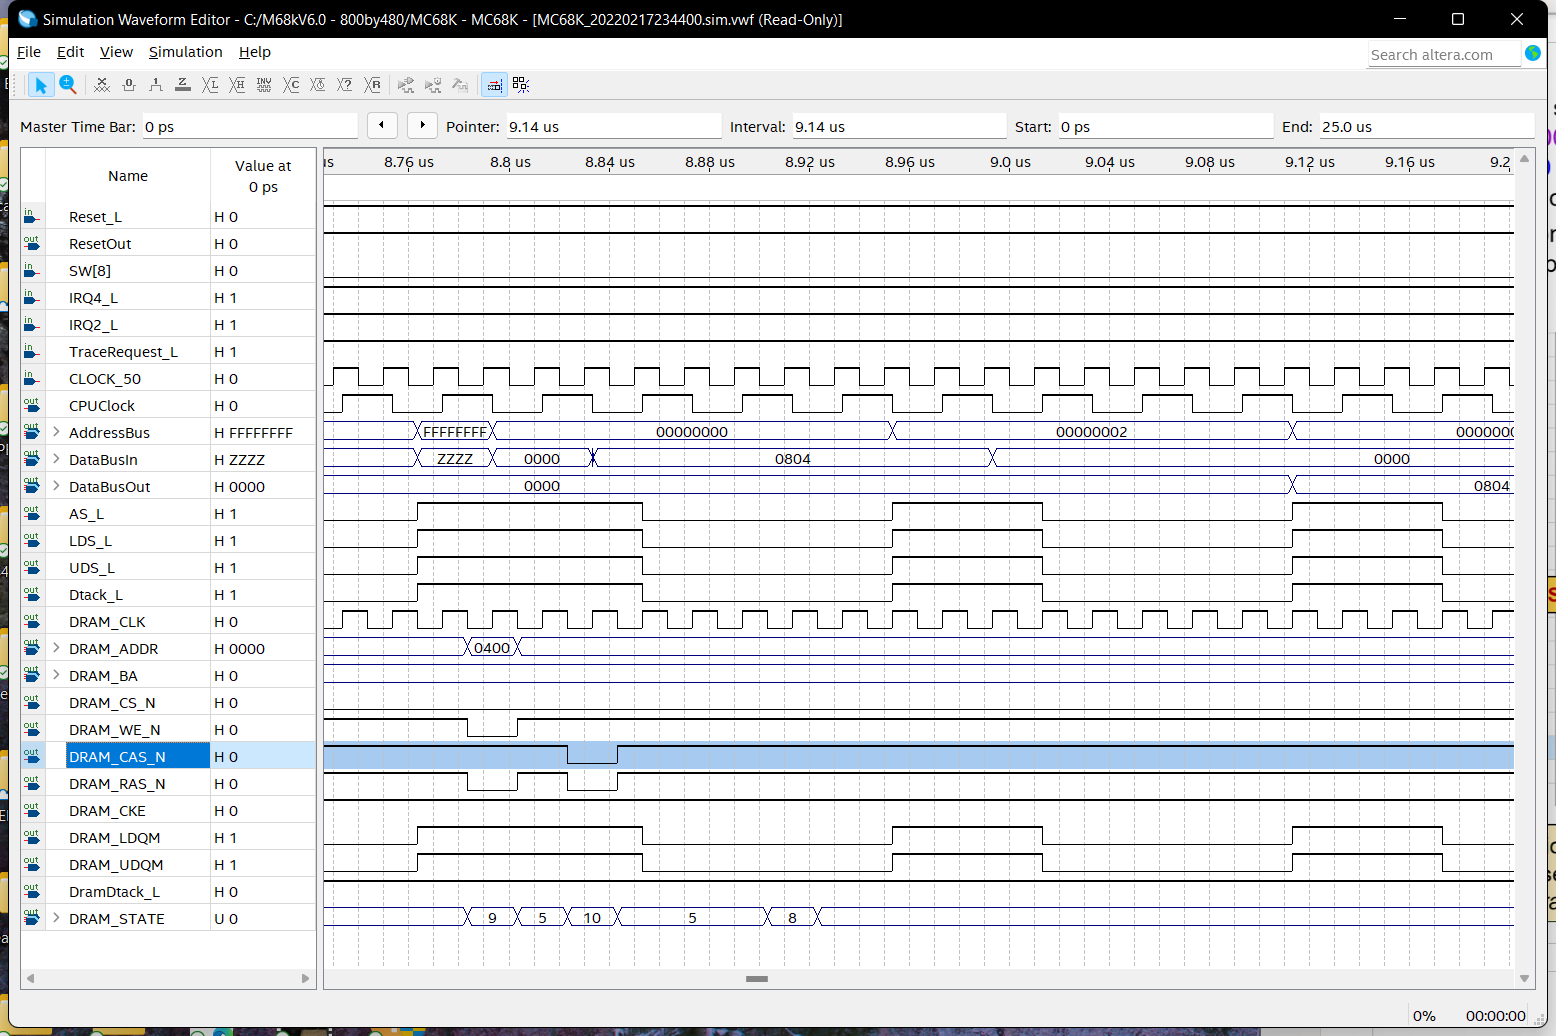 Simulation Waveform Editor - C:/M68kV6.0 - 800by480/MC68K - MC68K - [MC68K_20220217234400.sim.vwf (Read-Only)]
File Edit View Simulation Help
Search altera.com
Master Time Bar: 0 ps Pointer: 9.14 us Interval: 9.14 us Start: 0 ps End: 25.0 us
Name Value at 0 ps us 8.76 us 8.8 us 8.84 us 8.88 us 8.92 us 8.96 us 9.0 us 9.04 us 9.08 us 9.12 us 9.16 us 9.2
in Reset_L H 0
out ResetOut H 0
in SW[8] H 0
in IRQ4_L H 1
in IRQ2_L H 1
in TraceRequest_L H 1
in CLOCK_50 H 0
out CPUClock H 0
out AddressBus H FFFFFFFF FFFFFFFF 00000000 00000002 0000000
out DataBusIn H ZZZZ ZZZZ 0000 0804 0000
out DataBusOut H 0000 0000 0804
out AS_L H 1
out LDS_L H 1
out UDS_L H 1
out Dtack_L H 1
out DRAM_CLK H 0
out DRAM_ADDR H 0000 0400
out DRAM_BA H 0
out DRAM_CS_N H 0
out DRAM_WE_N H 0
out DRAM_CAS_N H 0
out DRAM_RAS_N H 0
out DRAM_CKE H 0
out DRAM_LDQM H 1
out DRAM_UDQM H 1
out DramDtack_L H 0
out DRAM_STATE U 0 9 5 10 5 8
0% 00:00:00